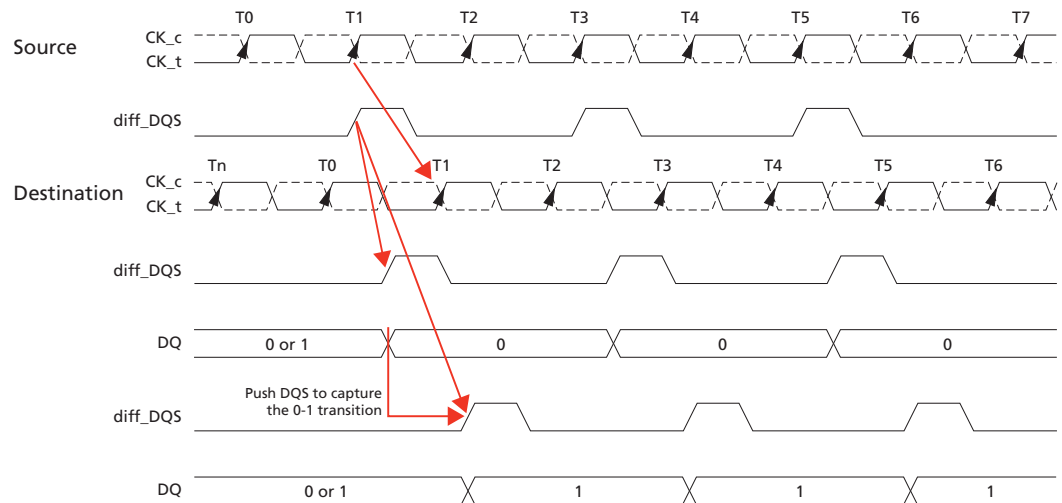 T0 T1 T2 T3 T4 T5 T6 T7
Source
CK_c
CK_t
diff_DQS
Tn T0 T1 T2 T3 T4 T5 T6
Destination
CK_c
CK_t
diff_DQS
DQ
0 or 1 0 0 0
Push DQS to capture
the 0-1 transition
diff_DQS
DQ
0 or 1 1 1 1